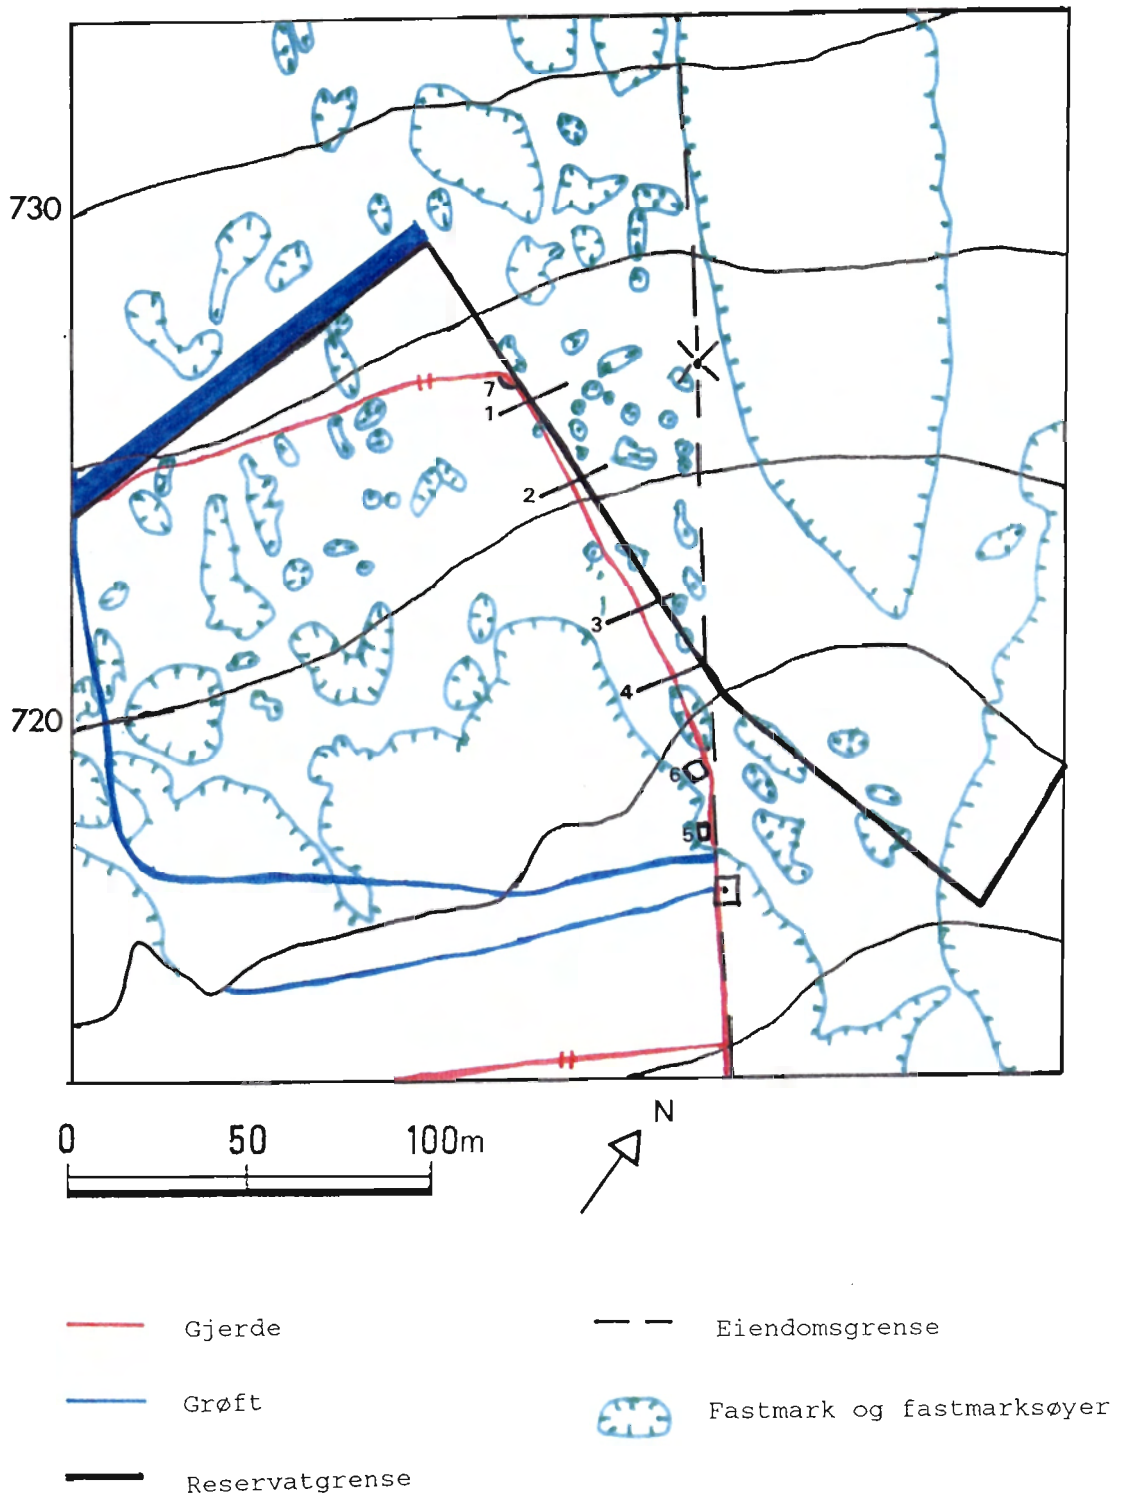 730
7
1
2
3
4
720
6
5
N
0 50 100m
Gjerde
Eiendomsgrense
Grøft
Fastmark og fastmarksøyer
Reservatgrense